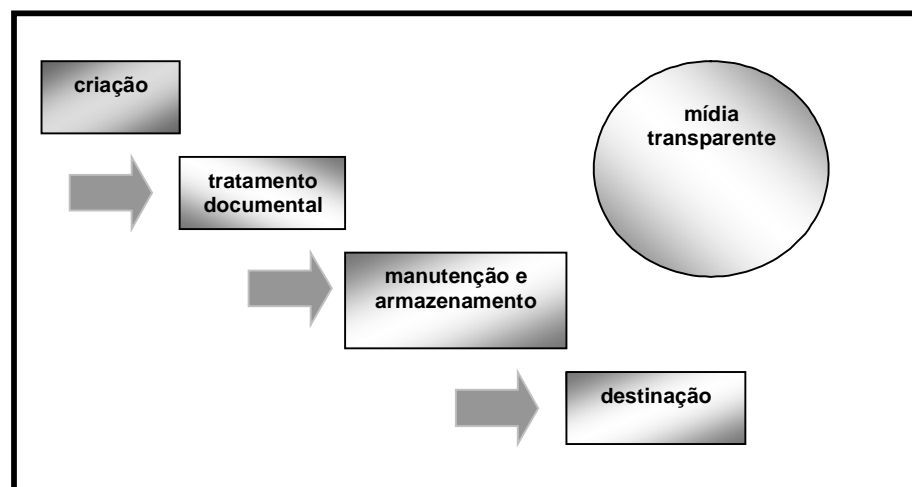 criação
mídia
transparente
tratamento
documental
manutenção e
armazenamento
destinação